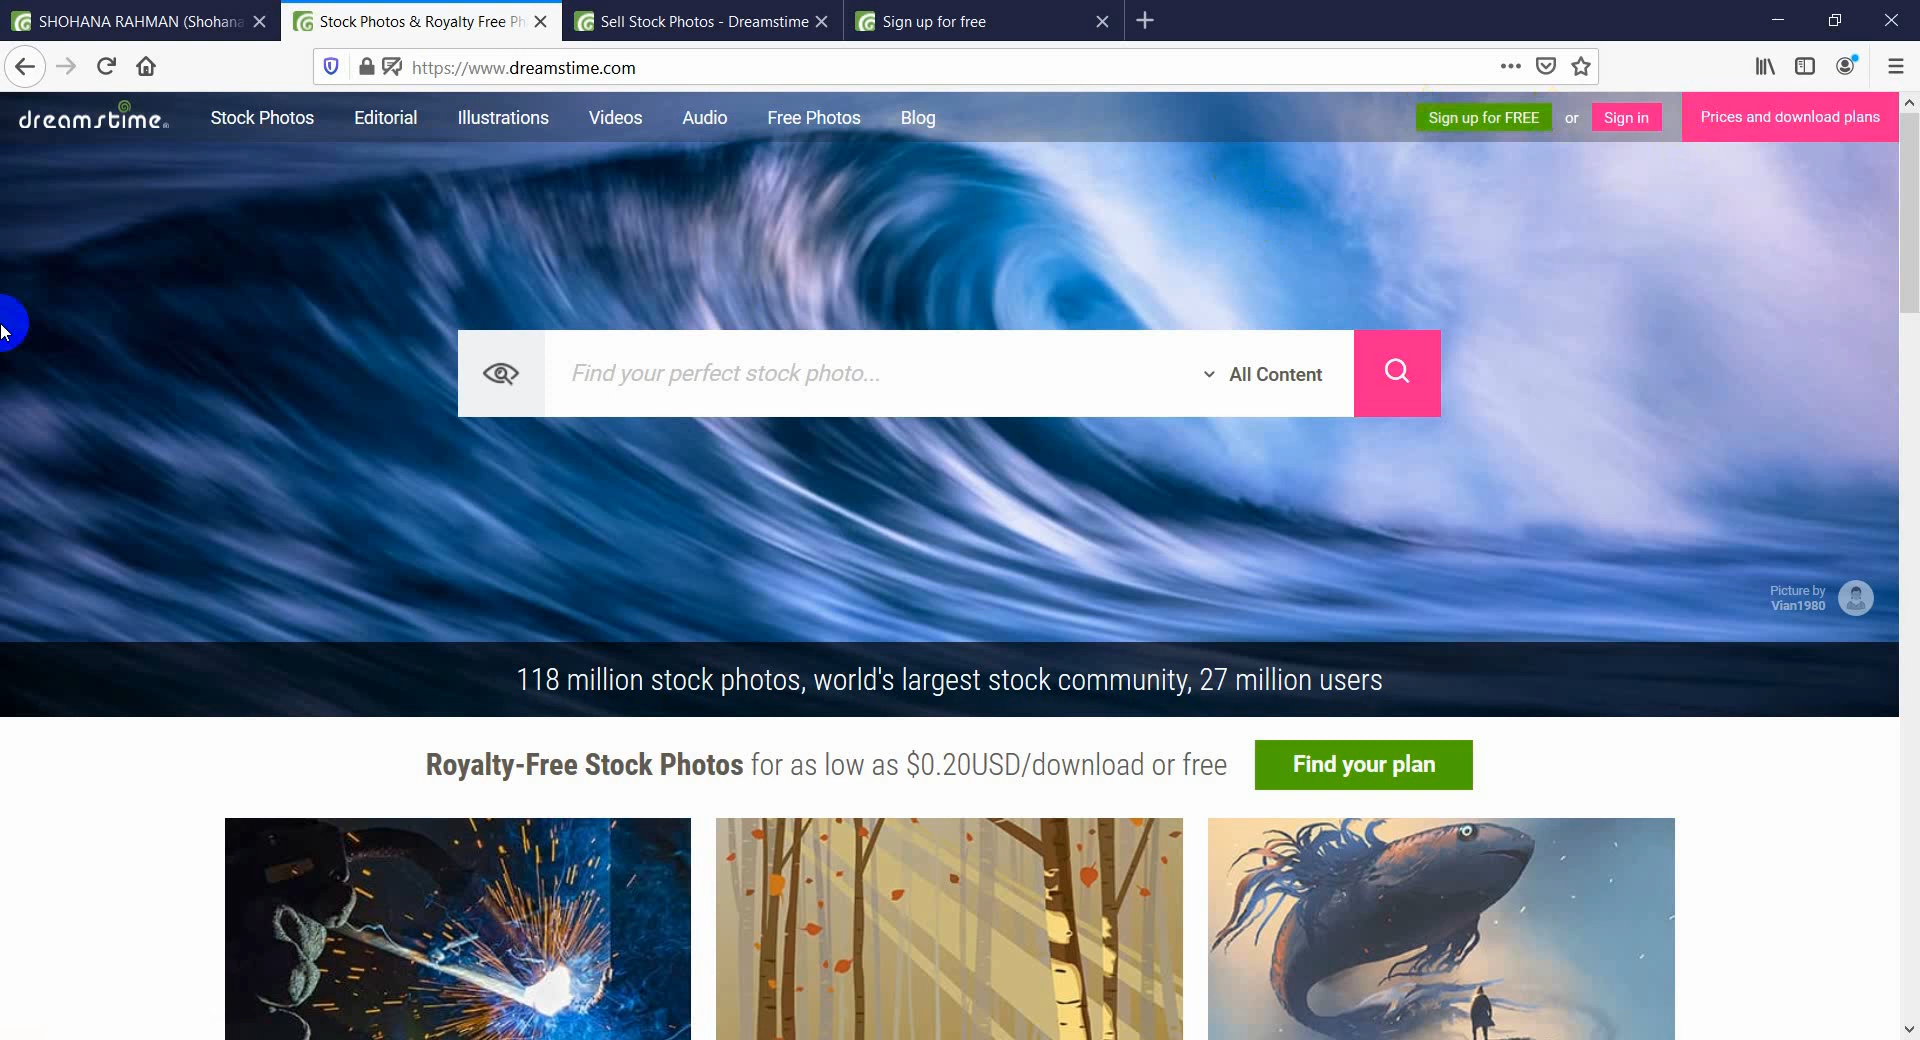 SHOHANA RAHMAN (Shohana
Stock Photos & Royalty Free Ph
Sell Stock Photos - Dreamstime
Sign up for free
https://www.dreamstime.com
dreamstime
Stock Photos
Editorial
Illustrations
Videos
Audio
Free Photos
Blog
Sign up for FREE
or
Sign in
Prices and download plans
Find your perfect stock photo...
All Content
Picture by
Vian1980
118 million stock photos, world's largest stock community, 27 million users
Royalty-Free Stock Photos for as low as $0.20USD/download or free
Find your plan